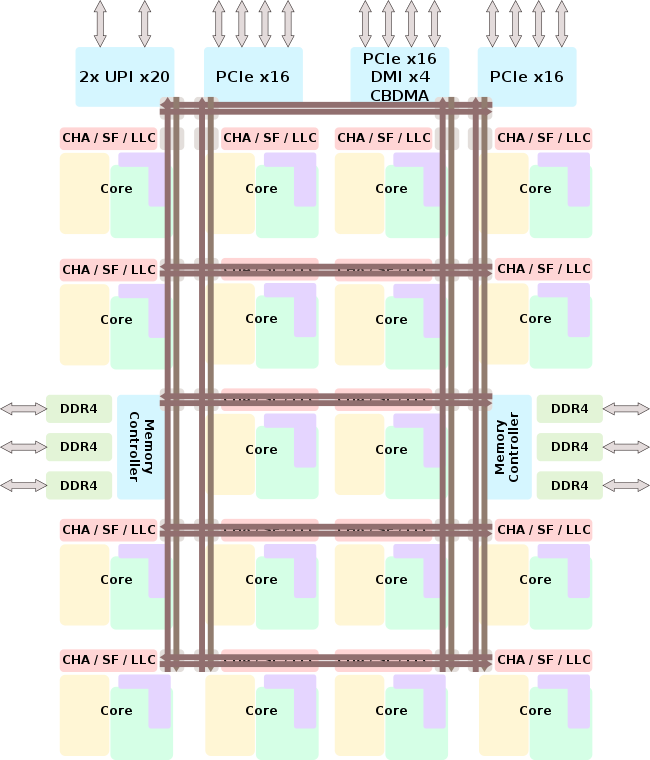 2x UPI x20
PCIe x16
PCIe x16
DMI x4
CBDMA
PCIe x16
CHA / SF / LLC
CHA / SF / LLC
CHA / SF / LLC
CHA / SF / LLC
Core
Core
Core
Core
CHA / SF / LLC
CHA / SF / LLC
Core
Core
Core
Core
DDR4
DDR4
DDR4
Memory
Controller
Core
Core
Memory
Controller
DDR4
DDR4
DDR4
CHA / SF / LLC
CHA / SF / LLC
Core
Core
Core
Core
CHA / SF / LLC
CHA / SF / LLC
Core
Core
Core
Core